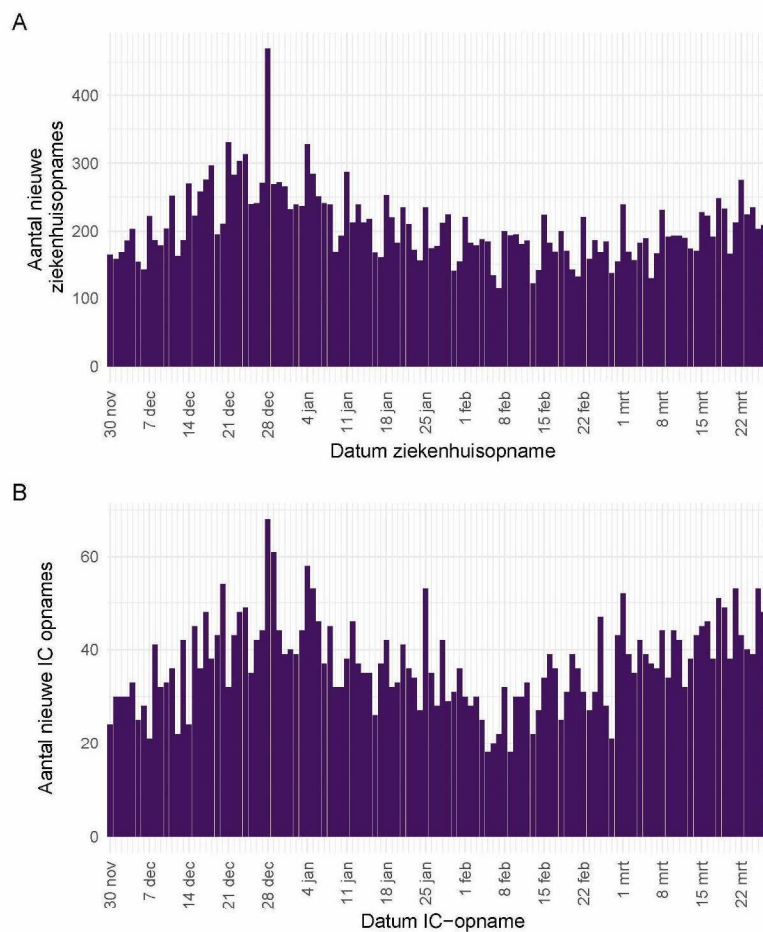 A
Aantal nieuwe
ziekenhuisopnames
400
300
200
100
0
30 nov
7 dec
14 dec
21 dec
28 dec
4 jan
11 jan
18 jan
25 jan
1 feb
8 feb
15 feb
22 feb
1 mrt
8 mrt
15 mrt
22 mrt
Datum ziekenhuisopname
B
Aantal nieuwe IC opnames
60
40
20
0
30 nov
7 dec
14 dec
21 dec
28 dec
4 jan
11 jan
18 jan
25 jan
1 feb
8 feb
15 feb
22 feb
1 mrt
8 mrt
15 mrt
22 mrt
Datum IC−opname